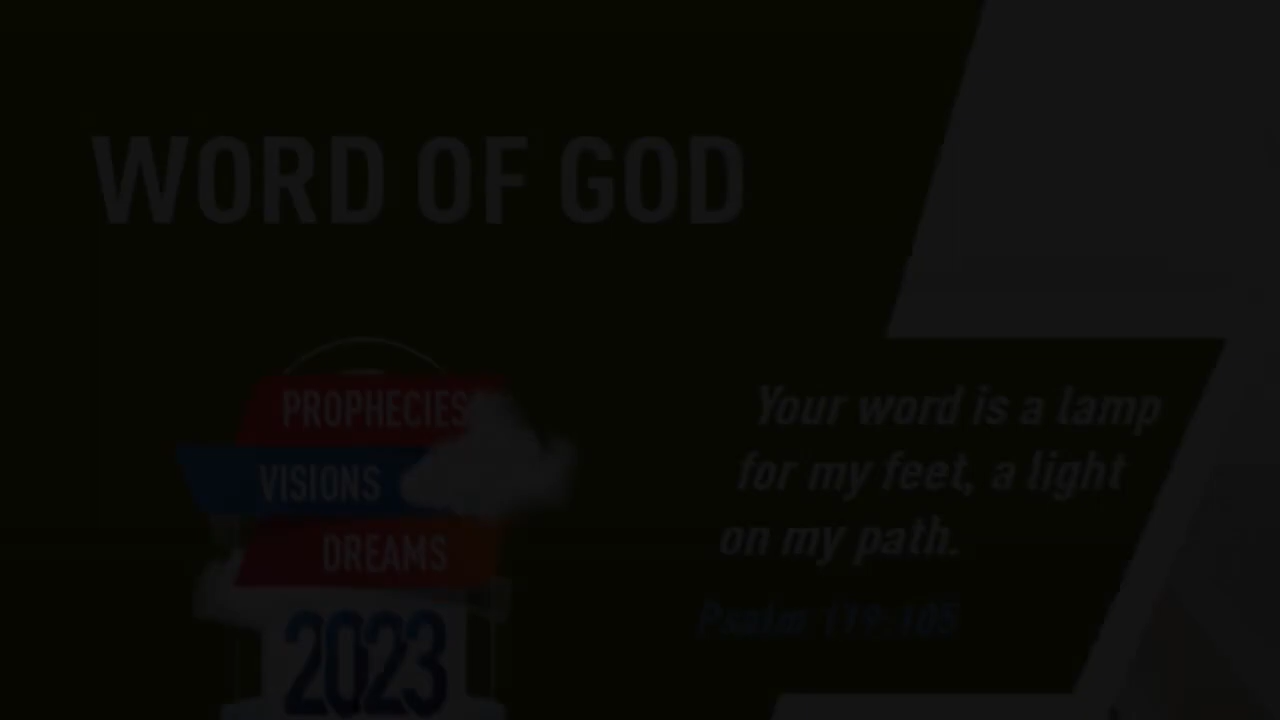 WORD OF GOD
PROPHECIES
VISIONS
DREAMS
2023
Your word is a lamp
for my feet, a light
on my path.
Psalm 119:105